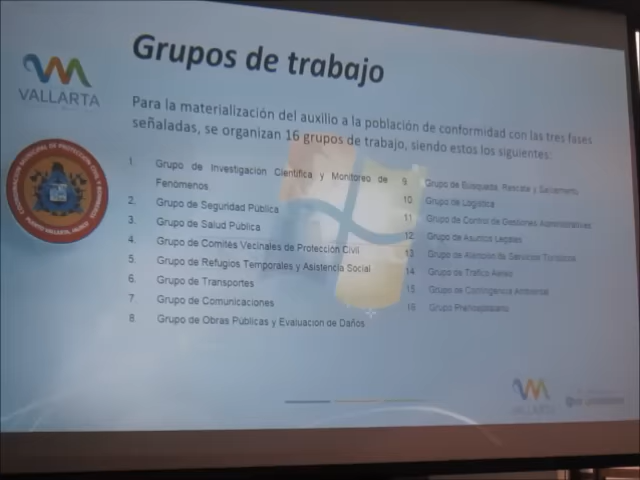 Grupos de trabajo
VALLARTA
Para la materialización del auxilio a la población de conformidad con las tres fases
señaladas, se organizan 16 grupos de trabajo, siendo estos los siguientes:
1. Grupo de Investigación Científica y Monitoreo de
Fenómenos
2. Grupo de Seguridad Pública
3. Grupo de Salud Pública
4. Grupo de Comités Vecinales de Protección Civil
5. Grupo de Refugios Temporales y Asistencia Social
6. Grupo de Transportes
7. Grupo de Comunicaciones
8. Grupo de Obras Públicas y Evaluación de Daños
9. Grupo de Búsqueda, Rescate y Salvamento
10 Grupo de Logística
11 Grupo de Control de Gestiones Administrativas
12 Grupo de Asuntos Legales
13 Grupo de Atención de Servicios Turísticos
14 Grupo de Tráfico Aéreo
15 Grupo de Contingencia Ambiental
16 Grupo Prehospitalario
PUERTO VALLARTA, JALISCO
VALLARTA